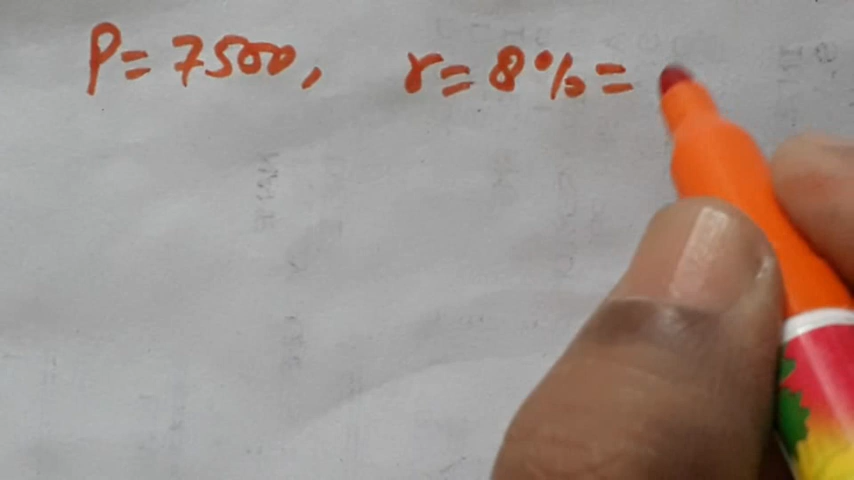 P = 7500, r = 8% =